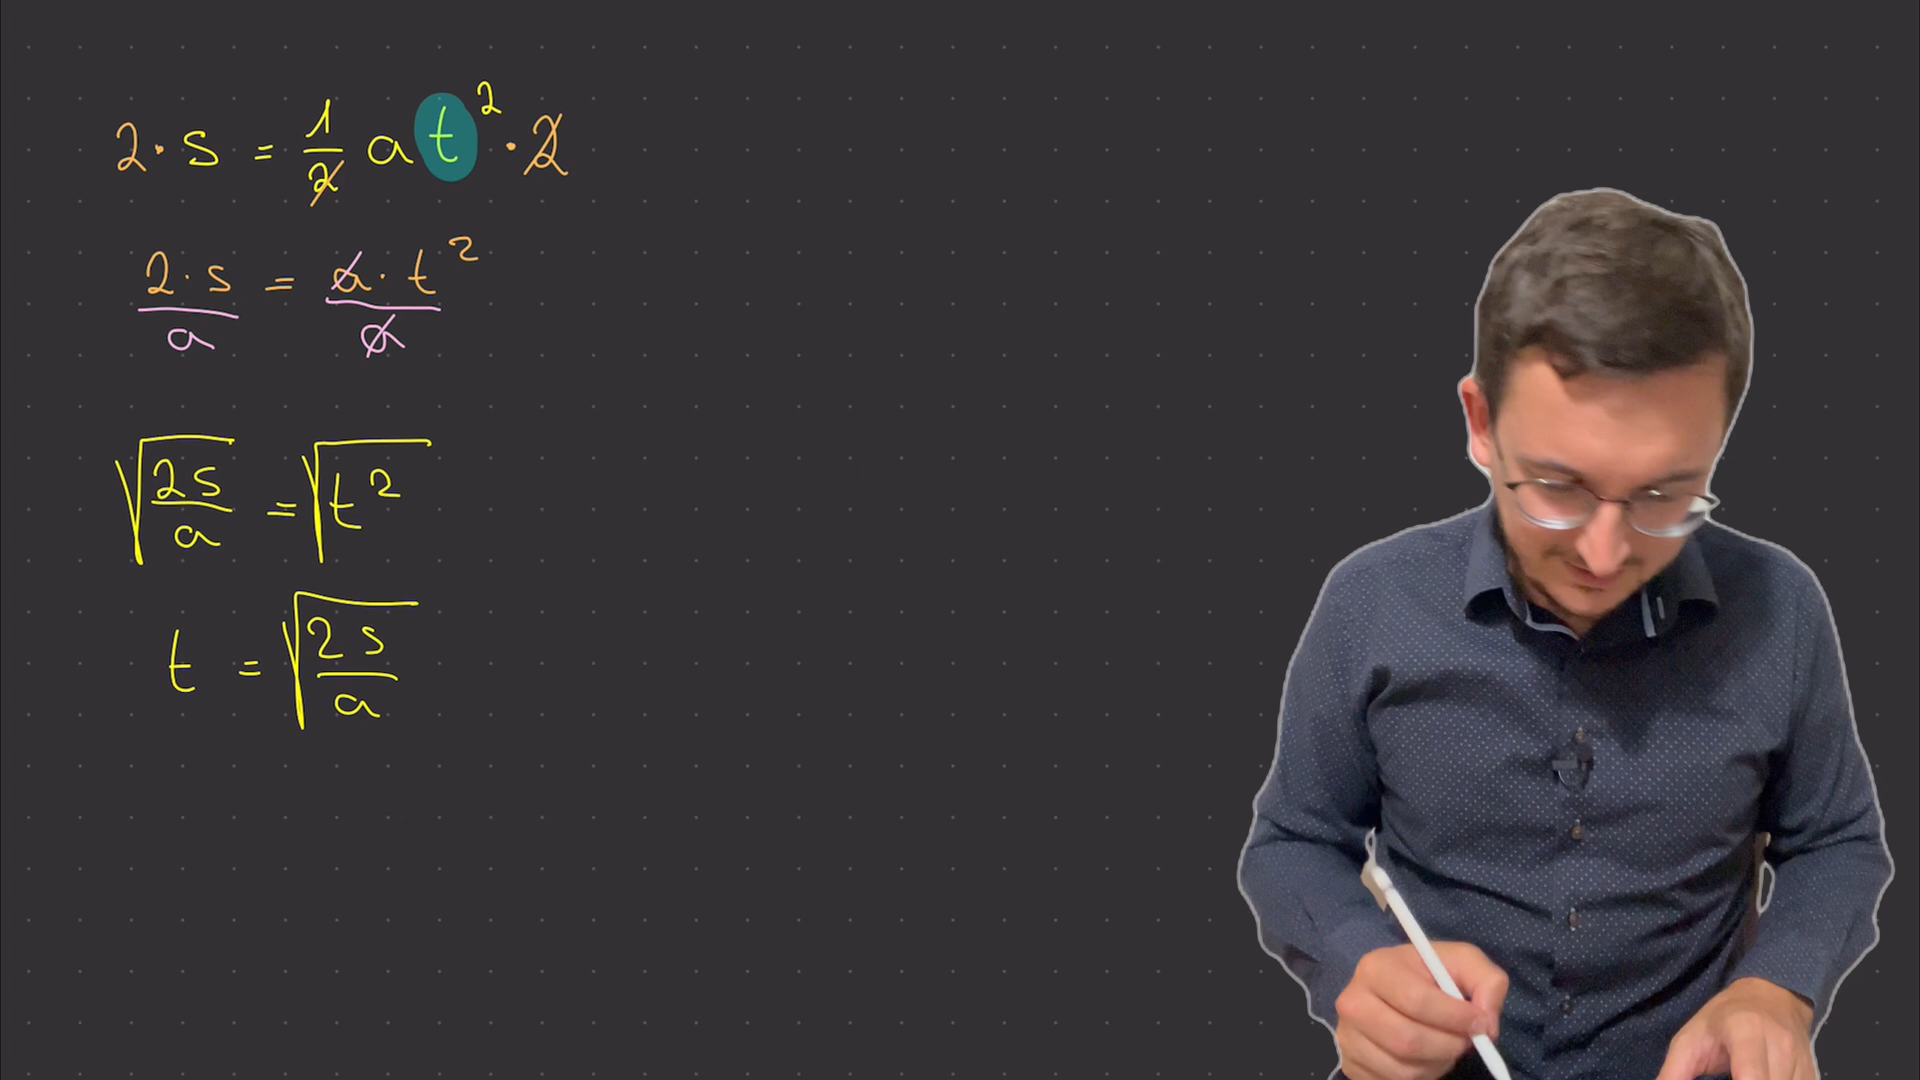 2 · s = 1/2 a t² · 2
2 · s / a = a · t² / a
√(2s / a) = √(t²)
t = √(2s / a)